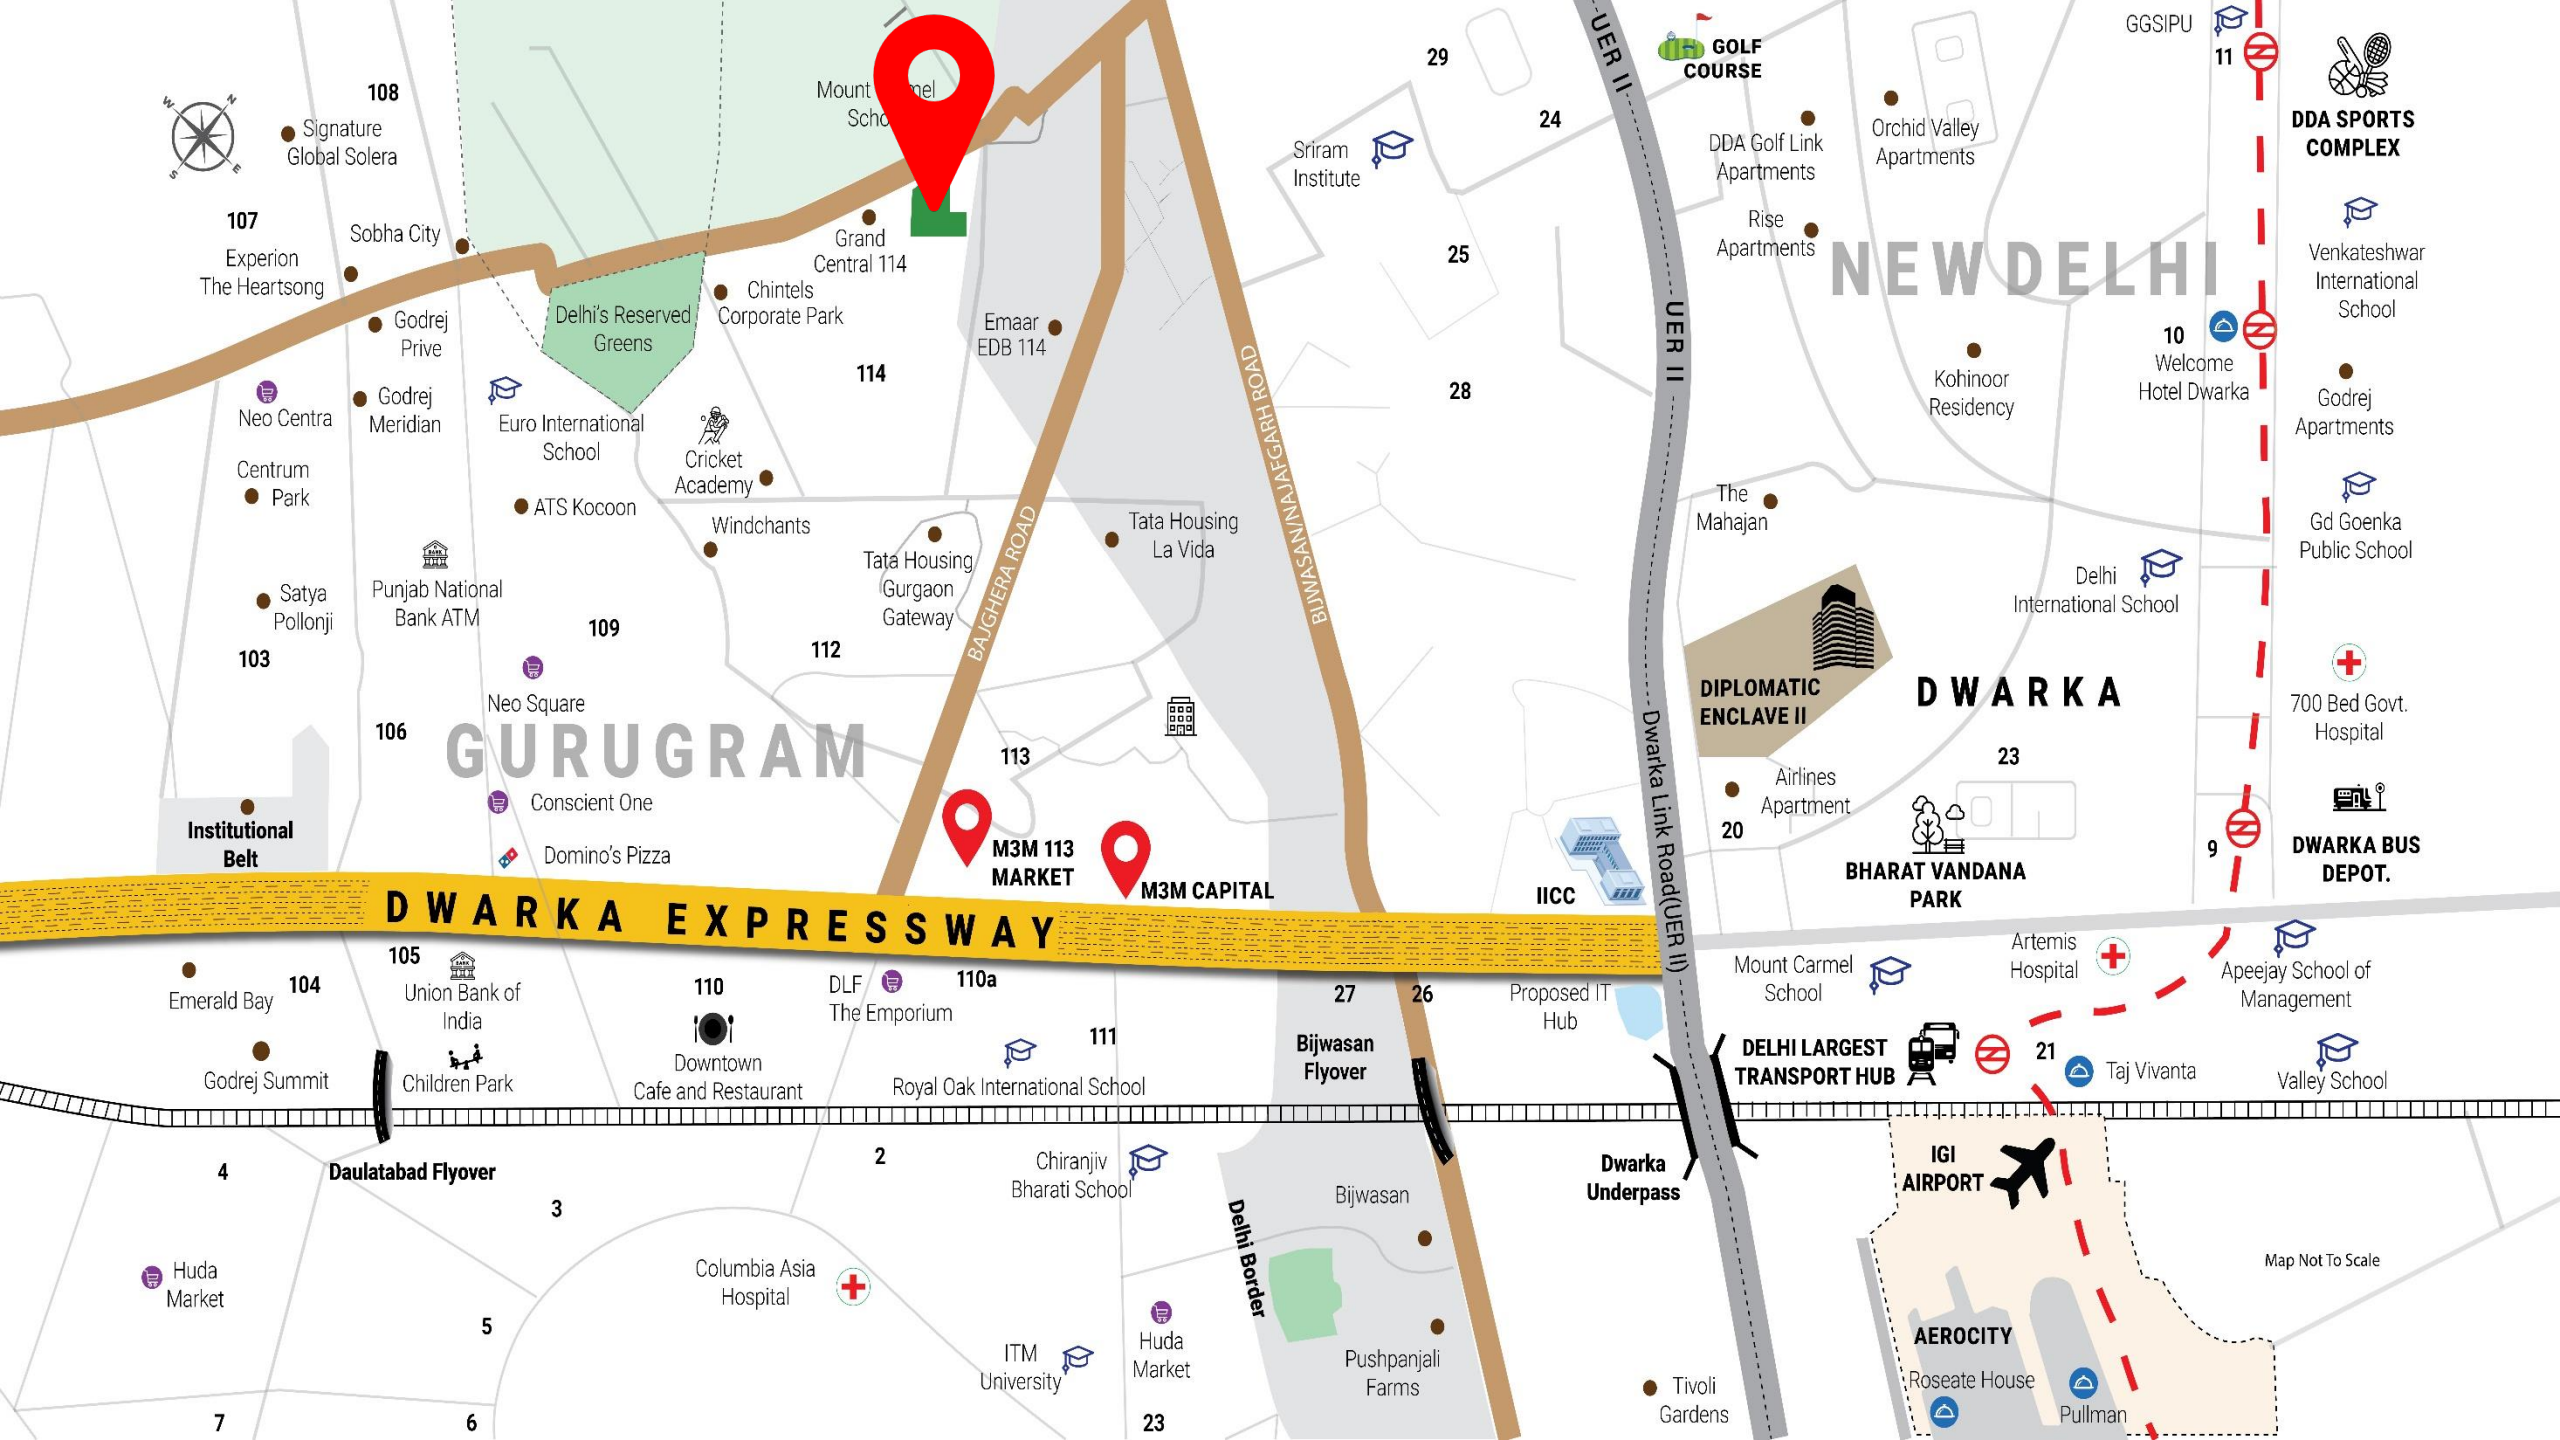 GGSIPU
11
UER II
GOLF
COURSE
29
108
Mount
Scho
mel
24
N
W
S
E
Signature
Global Solera
DDA SPORTS
COMPLEX
Sriram
Institute
DDA Golf Link
Apartments
Orchid Valley
Apartments
107
Sobha City
Experion
The Heartsong
Grand
Central 114
25
Rise
Apartments
NEW DELHI
Venkateshwar
International
School
Chintels
Corporate Park
Delhi's Reserved
Greens
Godrej
Prive
Emaar
EDB 114
UER II
10
Welcome
Hotel Dwarka
114
28
Kohinoor
Residency
Godrej
Apartments
Neo Centra
Godrej
Meridian
Euro International
School
Cricket
Academy
BIJWASAN/NAJAFGARH ROAD
Centrum
Park
ATS Kocoon
Windchants
BAJGHERA ROAD
Tata Housing
La Vida
The
Mahajan
Gd Goenka
Public School
BANK
Punjab National
Bank ATM
Tata Housing
Gurgaon
Gateway
Delhi
International School
Satya
Pollonji
109
112
103
Neo Square
DIPLOMATIC
ENCLAVE II
DWARKA
700 Bed Govt.
Hospital
106
GURUGRAM
113
23
Dwarka Link Road(UER II)
Airlines
Apartment
Conscient One
20
Institutional
Belt
Domino's Pizza
M3M 113
MARKET
M3M CAPITAL
IICC
BHARAT VANDANA
PARK
9
DWARKA BUS
DEPOT.
DWARKA EXPRESSWAY
105
104
Emerald Bay
BANK
Union Bank of
India
110
DLF
The Emporium
110a
27
26
Proposed IT
Hub
Mount Carmel
School
Artemis
Hospital
Apeejay School of
Management
111
Bijwasan
Flyover
DELHI LARGEST
TRANSPORT HUB
21
Taj Vivanta
Valley School
Godrej Summit
Children Park
Downtown
Cafe and Restaurant
Royal Oak International School
4
Daulatabad Flyover
2
Chiranjiv
Bharati School
Dwarka
Underpass
IGI
AIRPORT
3
Bijwasan
Delhi Border
Huda
Market
Columbia Asia
Hospital
Map Not To Scale
5
ITM
University
Huda
Market
Pushpanjali
Farms
AEROCITY
Tivoli
Gardens
Roseate House
Pullman
7
6
23